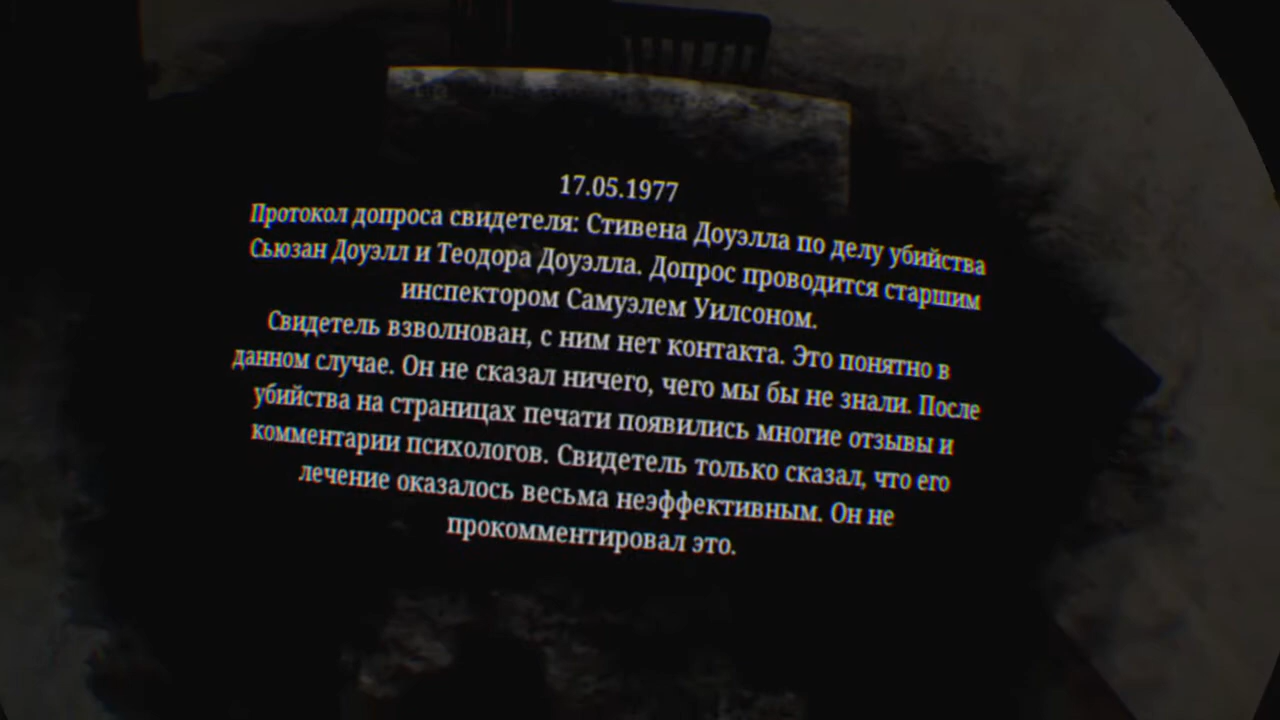 17.05.1977
Протокол допроса свидетеля: Стивена Доуэлла по делу убийства
Сьюзан Доуэлл и Теодора Доуэлла. Допрос проводится старшим
инспектором Самуэлем Уилсоном.
Свидетель взволнован, с ним нет контакта. Это понятно в
данном случае. Он не сказал ничего, чего мы бы не знали. После
убийства на страницах печати появились многие отзывы и
комментарии психологов. Свидетель только сказал, что его
лечение оказалось весьма неэффективным. Он не
прокомментировал это.